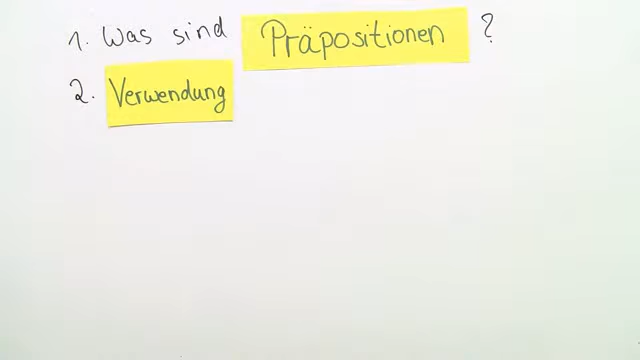 1. Was sind Präpositionen ?
2. Verwendung